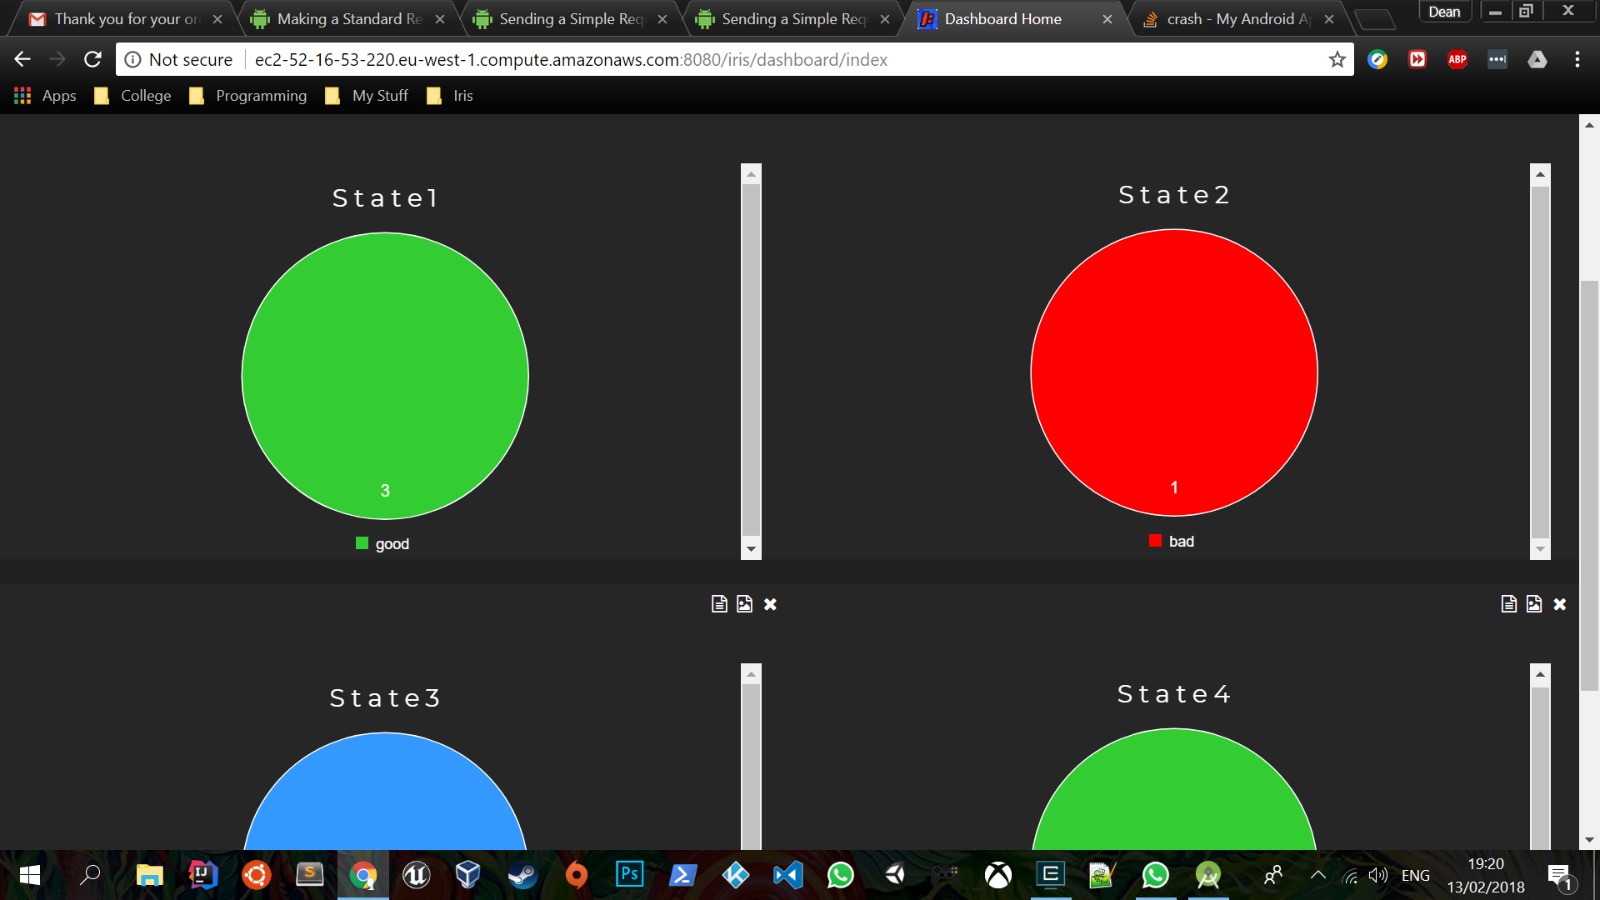 Thank you for your or
Making a Standard Re
Sending a Simple Req
Sending a Simple Req
Dashboard Home
crash - My Android A
Dean
Not secure
ec2-52-16-53-220.eu-west-1.compute.amazonaws.com:8080/iris/dashboard/index
ABP
Apps
College
Programming
My Stuff
Iris
State1
State2
3
1
good
bad
State3
State4
Ps
ENG
19:20
13/02/2018
1